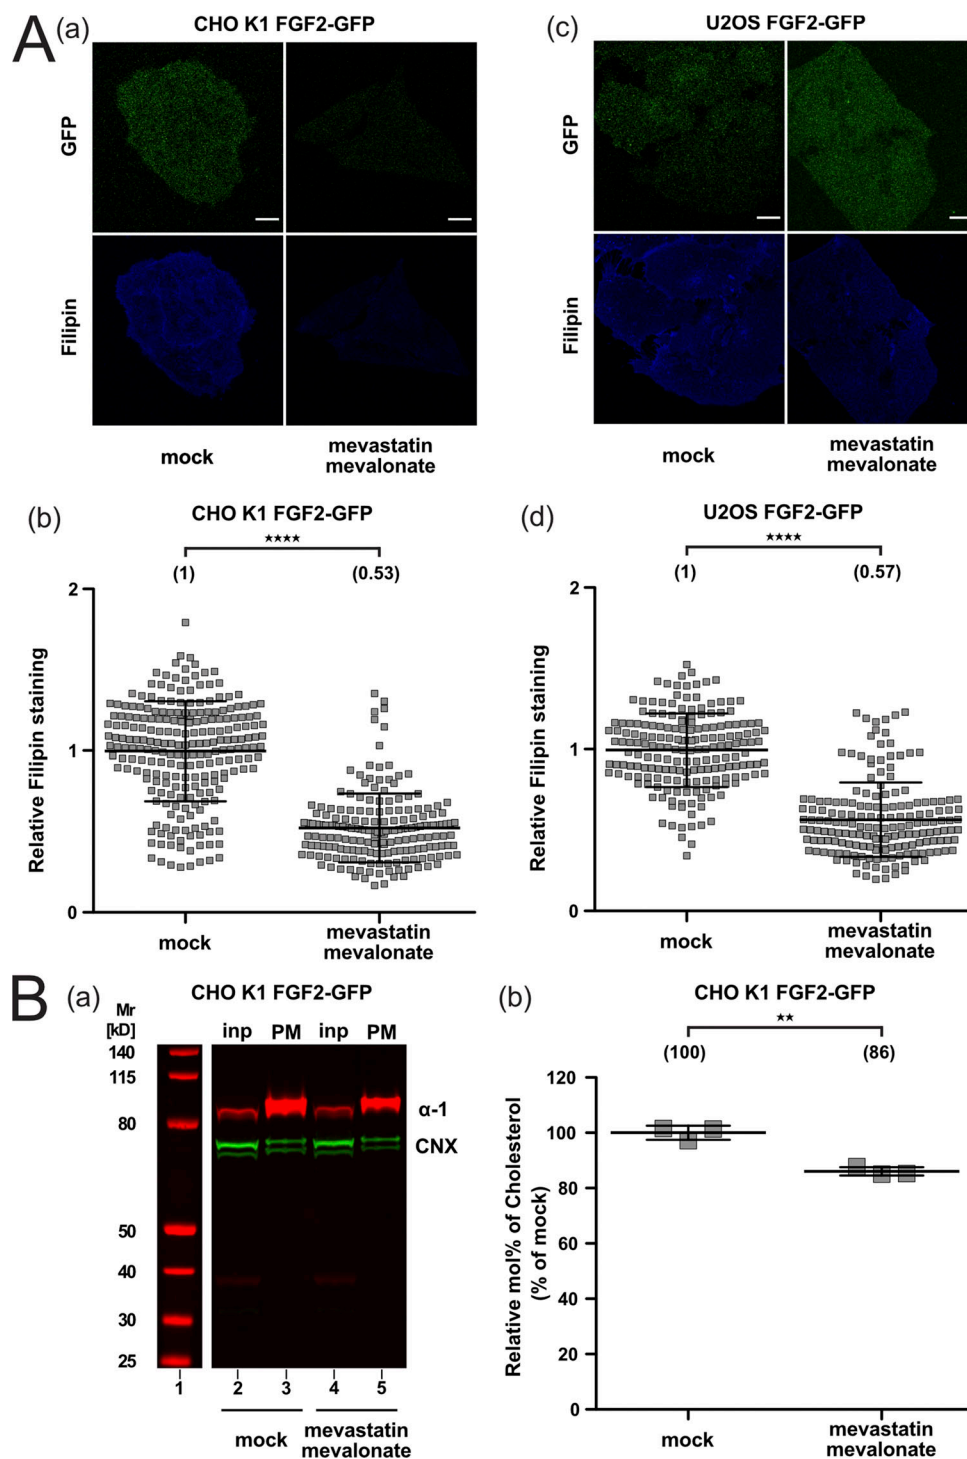 A
(a)
CHO K1 FGF2-GFP
(c)
U2OS FGF2-GFP
GFP
GFP
Filipin
Filipin
mock
mevastatin
mevalonate
mock
mevastatin
mevalonate
(b)
CHO K1 FGF2-GFP
★★★★
(1)
(0.53)
Relative Filipin staining
2
1
0
mock
mevastatin
mevalonate
(d)
U2OS FGF2-GFP
★★★★
(1)
(0.57)
Relative Filipin staining
2
1
0
mock
mevastatin
mevalonate
B
(a)
CHO K1 FGF2-GFP
Mr
[kD]
inp PM inp PM
140
115
80
50
40
30
25
α-1
CNX
1 2 3 4 5
mock
mevastatin
mevalonate
(b)
CHO K1 FGF2-GFP
★★
(100)
(86)
Relative mol% of Cholesterol
(% of mock)
120
100
80
60
40
20
0
mock
mevastatin
mevalonate